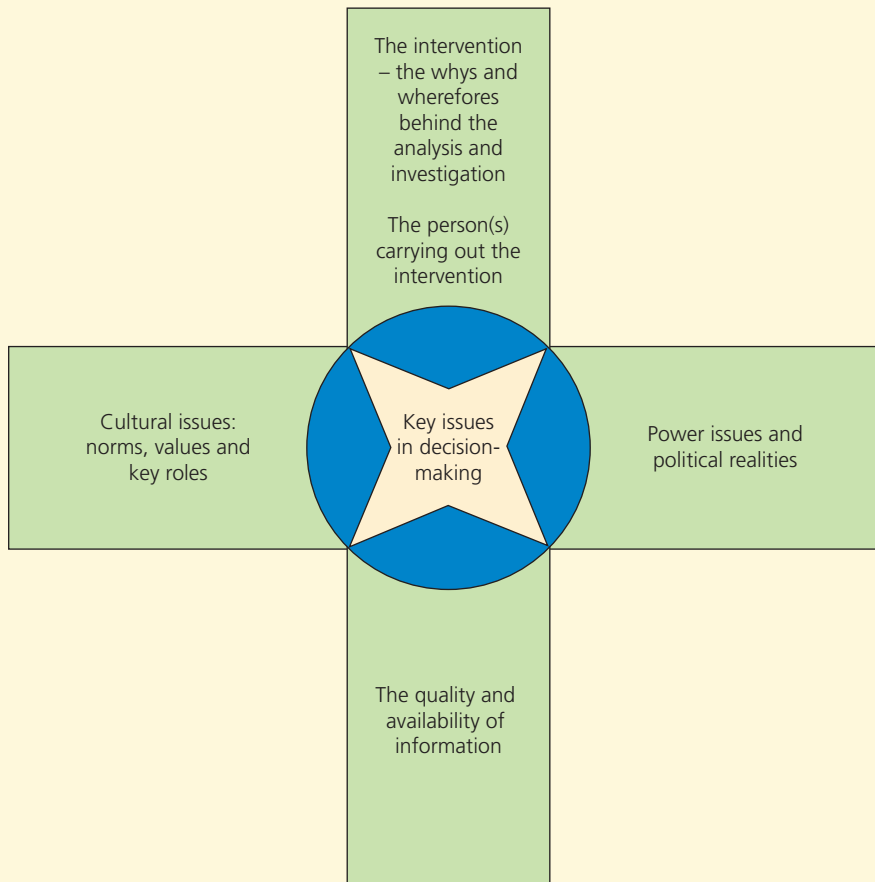 The intervention
– the whys and
wherefores
behind the
analysis and
investigation
The person(s)
carrying out the
intervention
Cultural issues:
norms, values and
key roles
Key issues
in decision-
making
Power issues and
political realities
The quality and
availability of
information